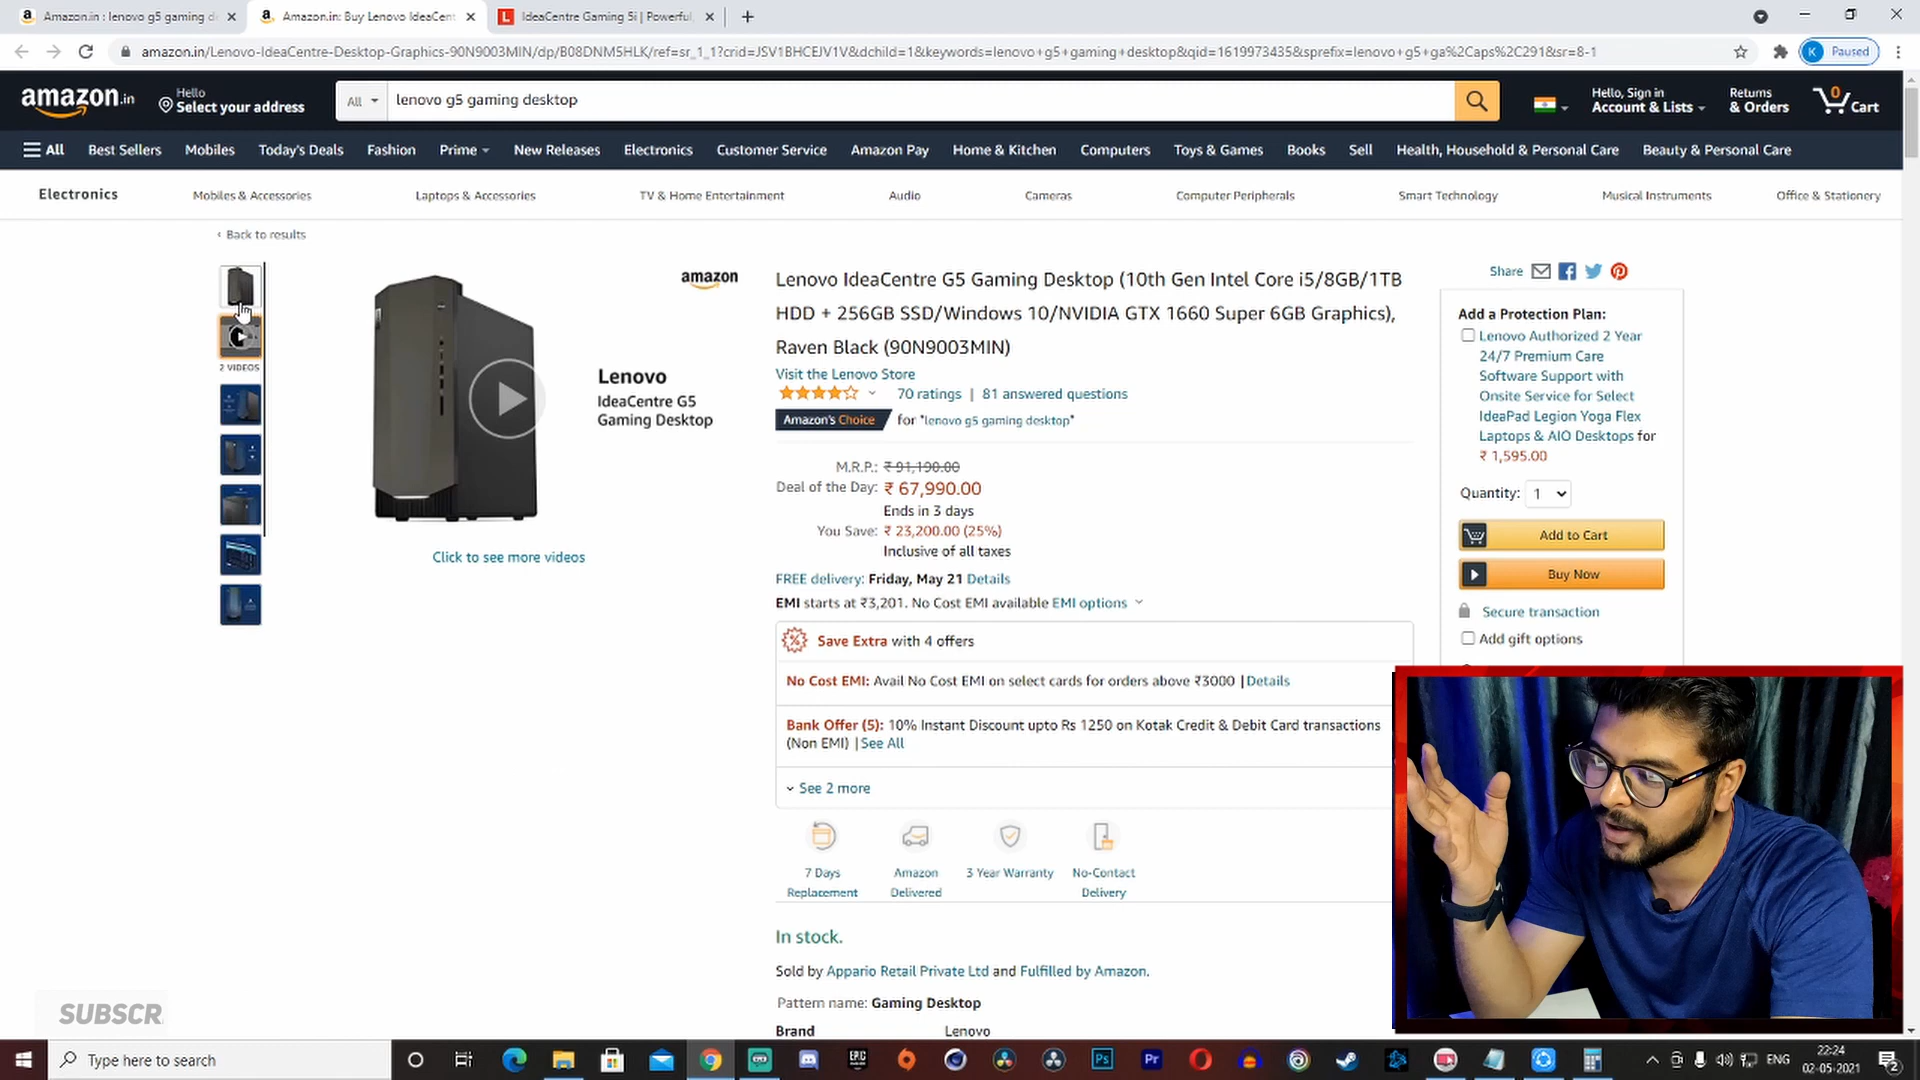 Amazon.in : lenovo g5 gaming de
Amazon.in: Buy Lenovo IdeaCent
IdeaCentre Gaming 5i | Powerful
amazon.in/Lenovo-IdeaCentre-Desktop-Graphics-90N9003MIN/dp/B08DNM5HLK/ref=sr_1_1?crid=JSV1BHCEJV1V&dchild=1&keywords=lenovo+g5+gaming+desktop&qid=1619973435&sprefix=lenovo+g5+ga%2Caps%2C291&sr=8-1
K Paused
amazon.in
Hello
Select your address
All
lenovo g5 gaming desktop
Hello, Sign in
Account & Lists
Returns
& Orders
0
Cart
All
Best Sellers
Mobiles
Today's Deals
Fashion
Prime
New Releases
Electronics
Customer Service
Amazon Pay
Home & Kitchen
Computers
Toys & Games
Books
Sell
Health, Household & Personal Care
Beauty & Personal Care
Electronics
Mobiles & Accessories
Laptops & Accessories
TV & Home Entertainment
Audio
Cameras
Computer Peripherals
Smart Technology
Musical Instruments
Office & Stationery
‹ Back to results
2 VIDEOS
amazon
Lenovo
IdeaCentre G5
Gaming Desktop
Click to see more videos
Lenovo IdeaCentre G5 Gaming Desktop (10th Gen Intel Core i5/8GB/1TB
HDD + 256GB SSD/Windows 10/NVIDIA GTX 1660 Super 6GB Graphics),
Raven Black (90N9003MIN)
Visit the Lenovo Store
70 ratings | 81 answered questions
Amazon's Choice for "lenovo g5 gaming desktop"
M.R.P.: ₹ 91,190.00
Deal of the Day: ₹ 67,990.00
Ends in 3 days
You Save: ₹ 23,200.00 (25%)
Inclusive of all taxes
FREE delivery: Friday, May 21 Details
EMI starts at ₹3,201. No Cost EMI available EMI options
Save Extra with 4 offers
No Cost EMI: Avail No Cost EMI on select cards for orders above ₹3000 |Details
Bank Offer (5): 10% Instant Discount upto Rs 1250 on Kotak Credit & Debit Card transactions
(Non EMI) |See All
See 2 more
7 Days
Replacement
Amazon
Delivered
3 Year Warranty
No-Contact
Delivery
In stock.
Sold by Appario Retail Private Ltd and Fulfilled by Amazon.
Pattern name: Gaming Desktop
Brand Lenovo
Share
Add a Protection Plan:
Lenovo Authorized 2 Year
24/7 Premium Care
Software Support with
Onsite Service for Select
IdeaPad Legion Yoga Flex
Laptops & AIO Desktops for
₹ 1,595.00
Quantity: 1
Add to Cart
Buy Now
Secure transaction
Add gift options
SUBSCR
Type here to search
EPIC
Ps
Pr
ENG
22:24
02-05-2021
2